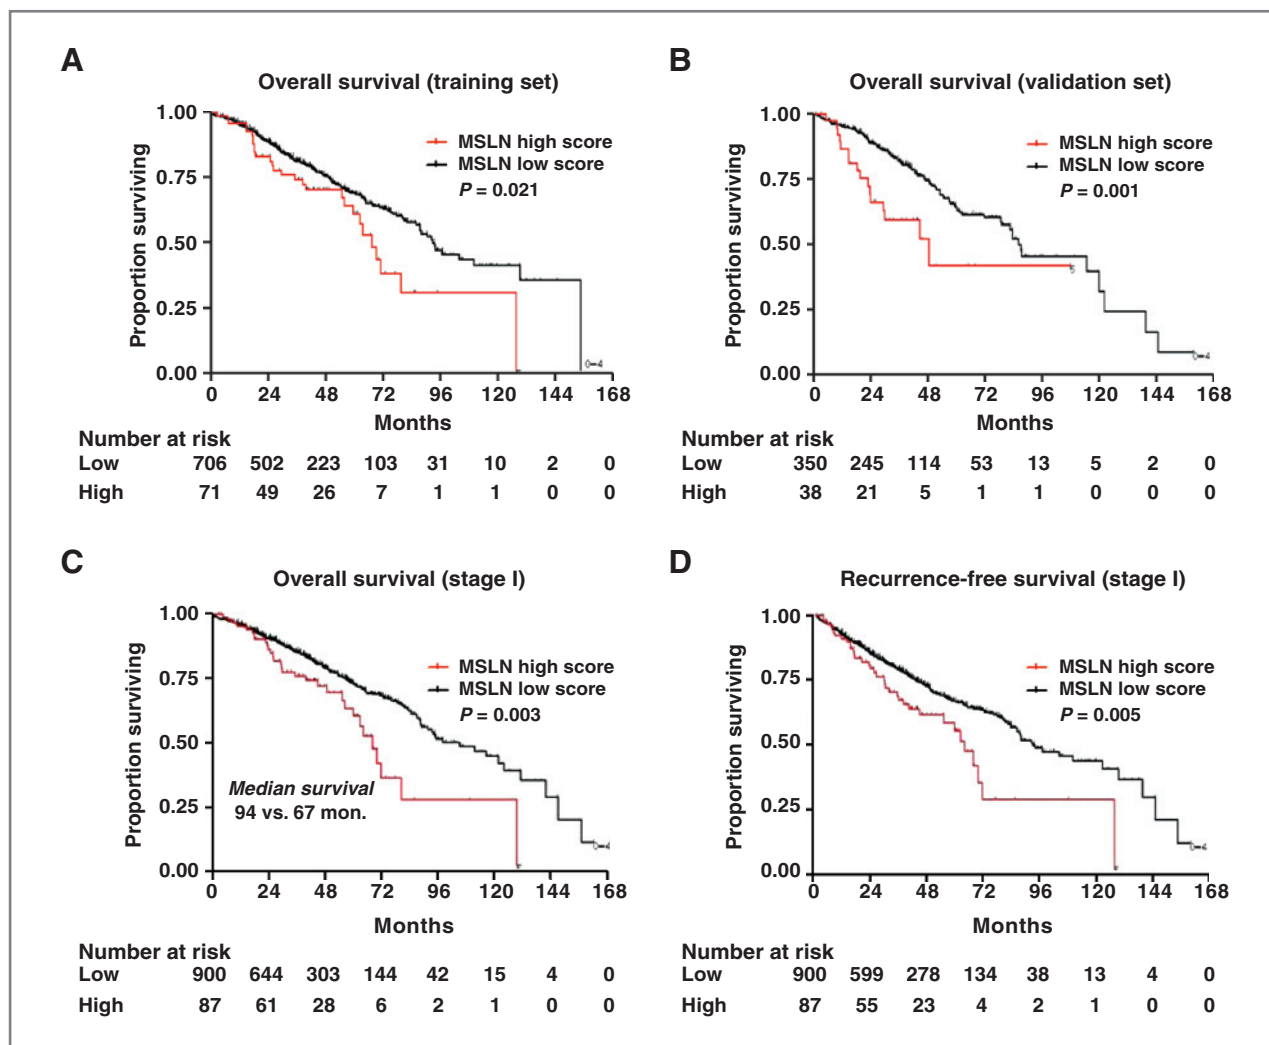 A
Overall survival (training set)
1.00
0.75
0.50
0.25
0.00
Proportion surviving
MSLN high score
MSLN low score
P = 0.021
0 24 48 72 96 120 144 168
Months
Number at risk
Low 706 502 223 103 31 10 2 0
High 71 49 26 7 1 1 0 0
B
Overall survival (validation set)
1.00
0.75
0.50
0.25
0.00
Proportion surviving
MSLN high score
MSLN low score
P = 0.001
0 24 48 72 96 120 144 168
Months
Number at risk
Low 350 245 114 53 13 5 2 0
High 38 21 5 1 1 0 0 0
C
Overall survival (stage I)
1.00
0.75
0.50
0.25
0.00
Proportion surviving
MSLN high score
MSLN low score
P = 0.003
Median survival
94 vs. 67 mon.
0 24 48 72 96 120 144 168
Months
Number at risk
Low 900 644 303 144 42 15 4 0
High 87 61 28 6 2 1 0 0
D
Recurrence-free survival (stage I)
1.00
0.75
0.50
0.25
0.00
Proportion surviving
MSLN high score
MSLN low score
P = 0.005
0 24 48 72 96 120 144 168
Months
Number at risk
Low 900 599 278 134 38 13 4 0
High 87 55 23 4 2 1 0 0